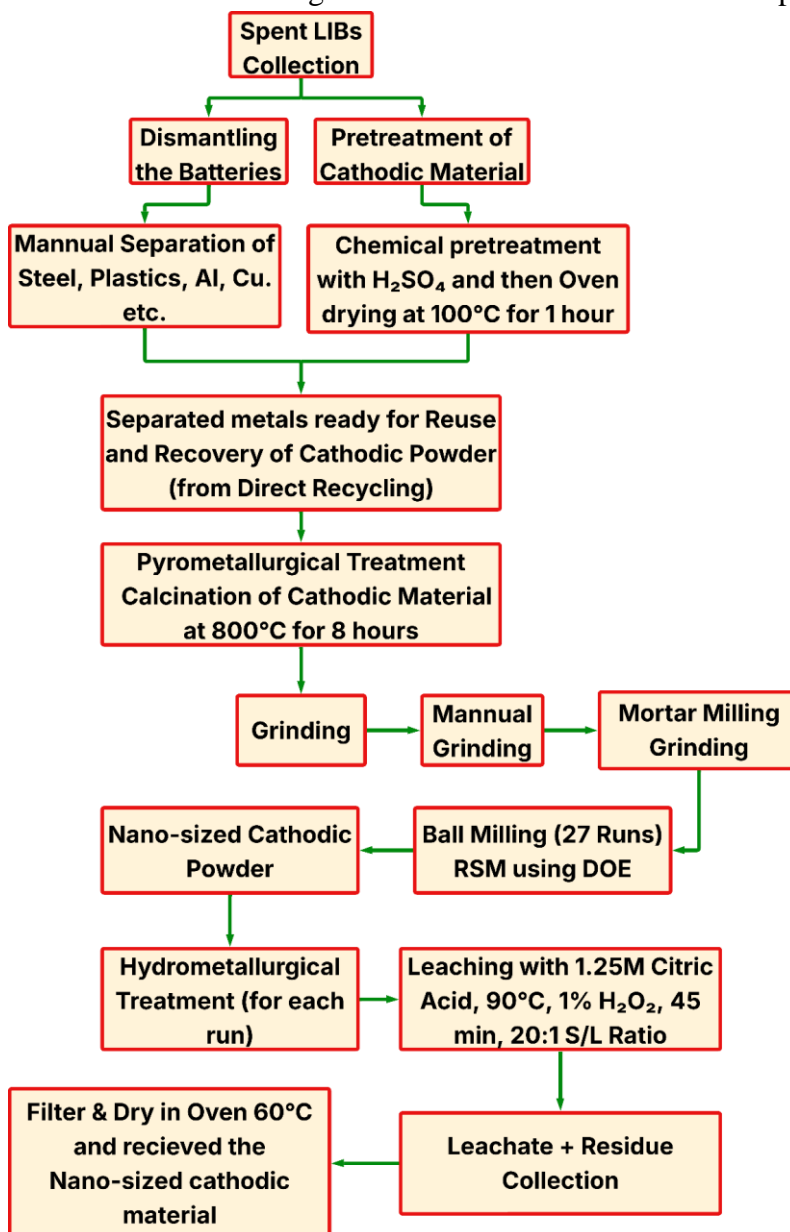 Spent LIBs
Collection
Dismantling
the Batteries
Pretreatment of
Cathodic Material
Mannual Separation of
Steel, Plastics, Al, Cu.
etc.
Chemical pretreatment
with H₂SO₄ and then Oven
drying at 100°C for 1 hour
Separated metals ready for Reuse
and Recovery of Cathodic Powder
(from Direct Recycling)
Pyrometallurgical Treatment
Calcination of Cathodic Material
at 800°C for 8 hours
Grinding
Mannual
Grinding
Mortar Milling
Grinding
Ball Milling (27 Runs)
RSM using DOE
Nano-sized Cathodic
Powder
Hydrometallurgical
Treatment (for each
run)
Leaching with 1.25M Citric
Acid, 90°C, 1% H₂O₂, 45
min, 20:1 S/L Ratio
Leachate + Residue
Collection
Filter & Dry in Oven 60°C
and recieved the
Nano-sized cathodic
material